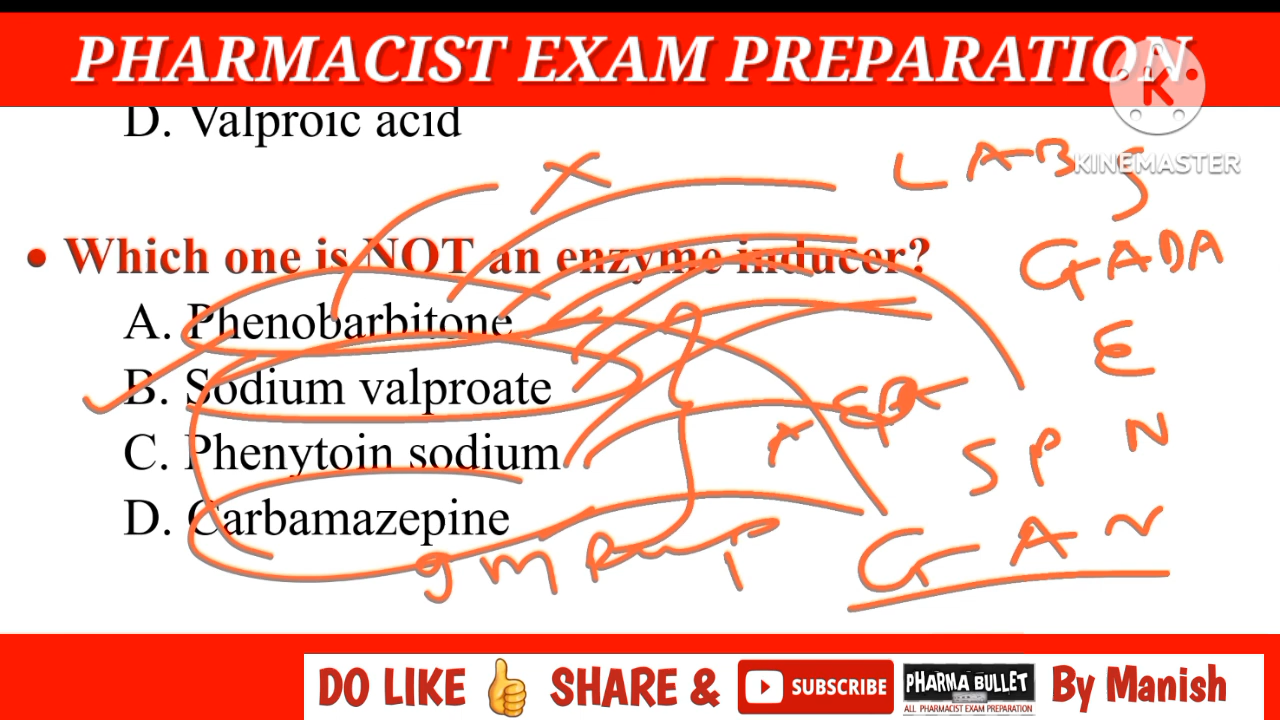 PHARMACIST EXAM PREPARATION
K
KINEMASTER
D. Valproic acid
LABS
• Which one is NOT an enzyme inducer?
GADA
A. Phenobarbitone
E
B. Sodium valproate
C. Phenytoin sodium
SP N
D. Carbamazepine
GAN
DO LIKE 👍 SHARE & SUBSCRIBE PHARMA BULLET By Manish
ALL PHARMACIST EXAM PREPARATION